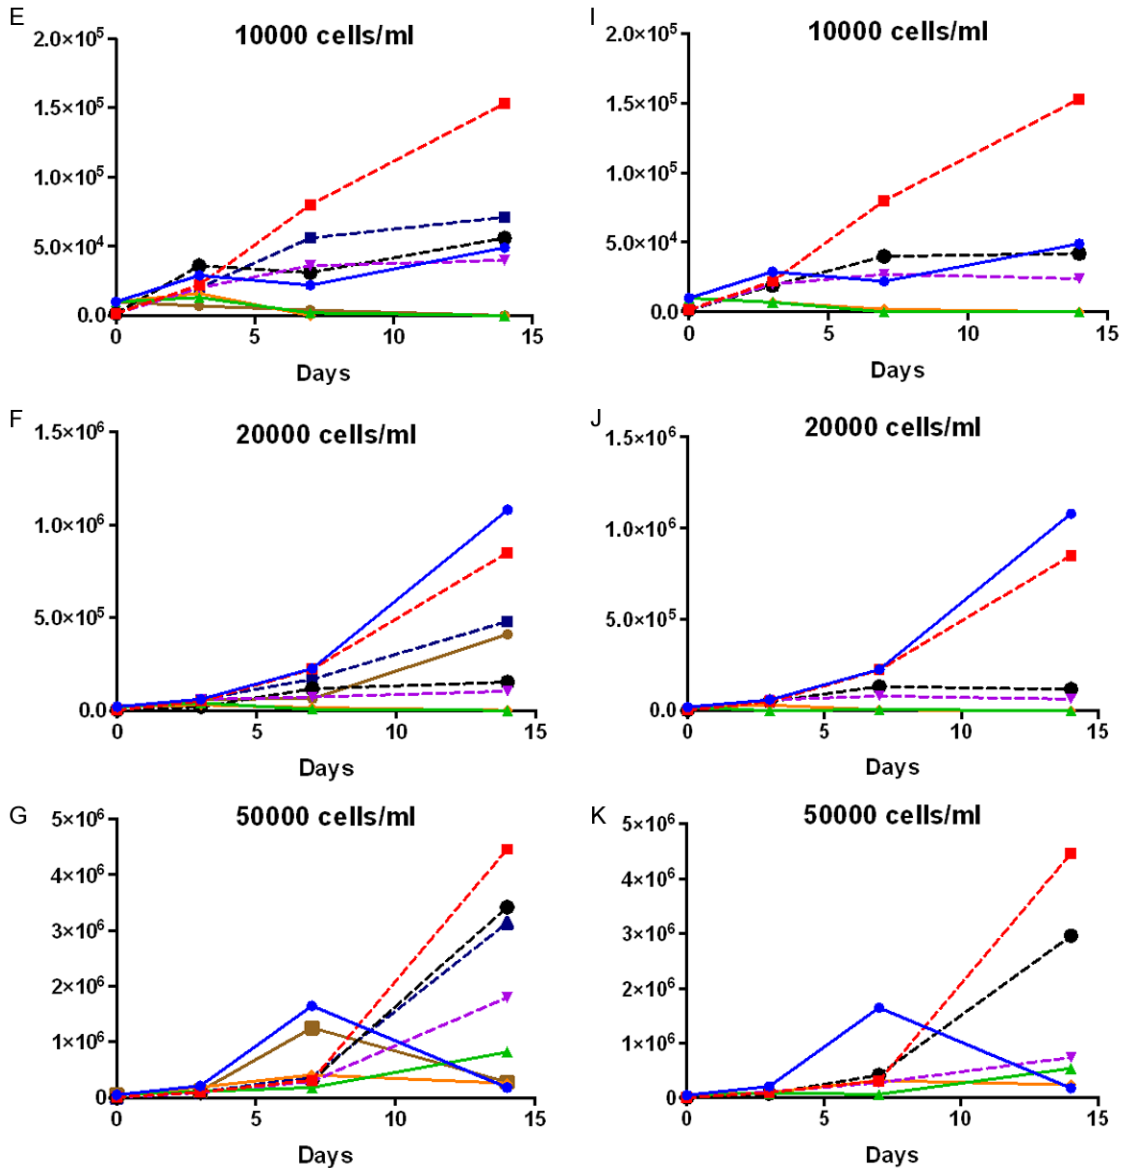 E
10000 cells/ml
2.0×10⁵
1.5×10⁵
1.0×10⁵
5.0×10⁴
0.0
0 5 10 15
Days
I
10000 cells/ml
2.0×10⁵
1.5×10⁵
1.0×10⁵
5.0×10⁴
0.0
0 5 10 15
Days
F
20000 cells/ml
1.5×10⁶
1.0×10⁶
5.0×10⁵
0.0
0 5 10 15
Days
J
20000 cells/ml
1.5×10⁶
1.0×10⁶
5.0×10⁵
0.0
0 5 10 15
Days
G
50000 cells/ml
5×10⁶
4×10⁶
3×10⁶
2×10⁶
1×10⁶
0
0 5 10 15
Days
K
50000 cells/ml
5×10⁶
4×10⁶
3×10⁶
2×10⁶
1×10⁶
0
0 5 10 15
Days